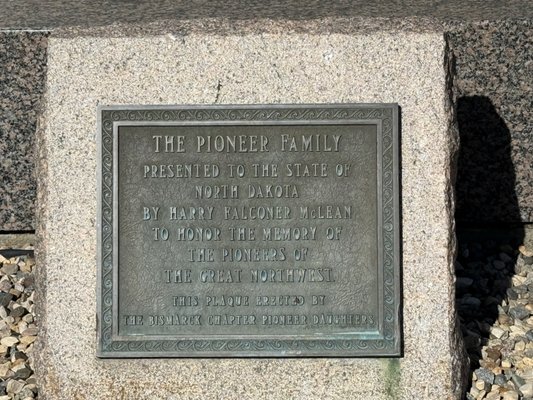 THE PIONEER FAMILY
PRESENTED TO THE STATE OF
NORTH DAKOTA
BY HARRY FALCONER MCLEAN
TO HONOR THE MEMORY OF
THE PIONEERS OF
THE GREAT NORTHWEST.
THIS PLAQUE ERECTED BY
THE BISMARCK CHAPTER PIONEER DAUGHTERS